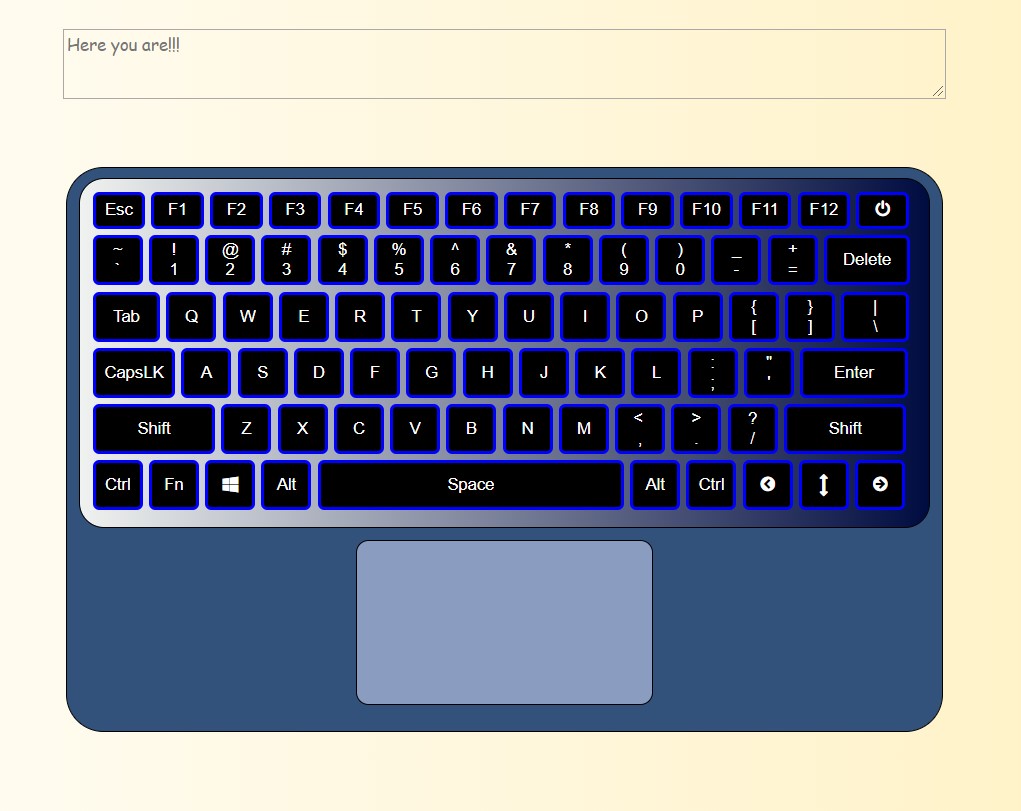 Here you are!!!
Esc F1 F2 F3 F4 F5 F6 F7 F8 F9 F10 F11 F12
~ ! @ # $ % ^ & * ( ) _ + Delete
` 1 2 3 4 5 6 7 8 9 0 - =
Tab Q W E R T Y U I O P { } |
[ ] \
CapsLK A S D F G H J K L : " Enter
; '
Shift Z X C V B N M < > ? Shift
, . /
Ctrl Fn Alt Space Alt Ctrl